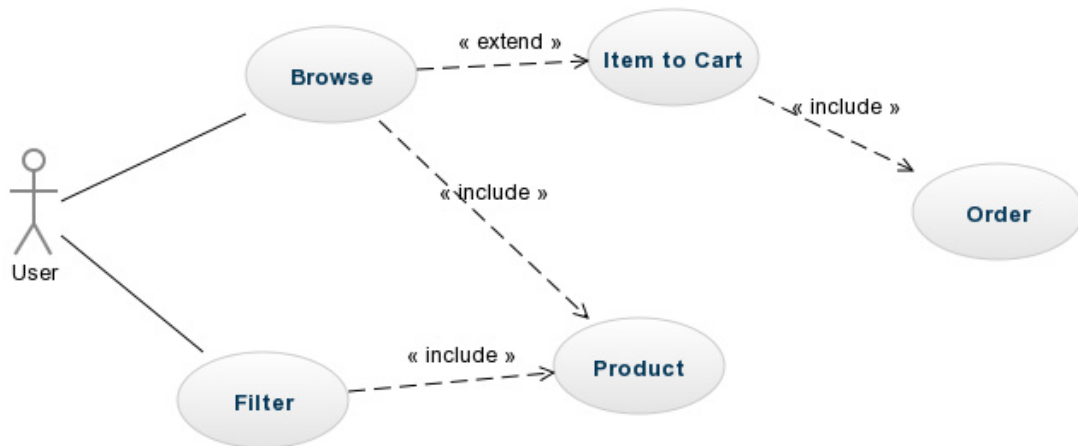 « extend »
Item to Cart
Browse
« include »
« include »
Order
User
« include »
Product
Filter